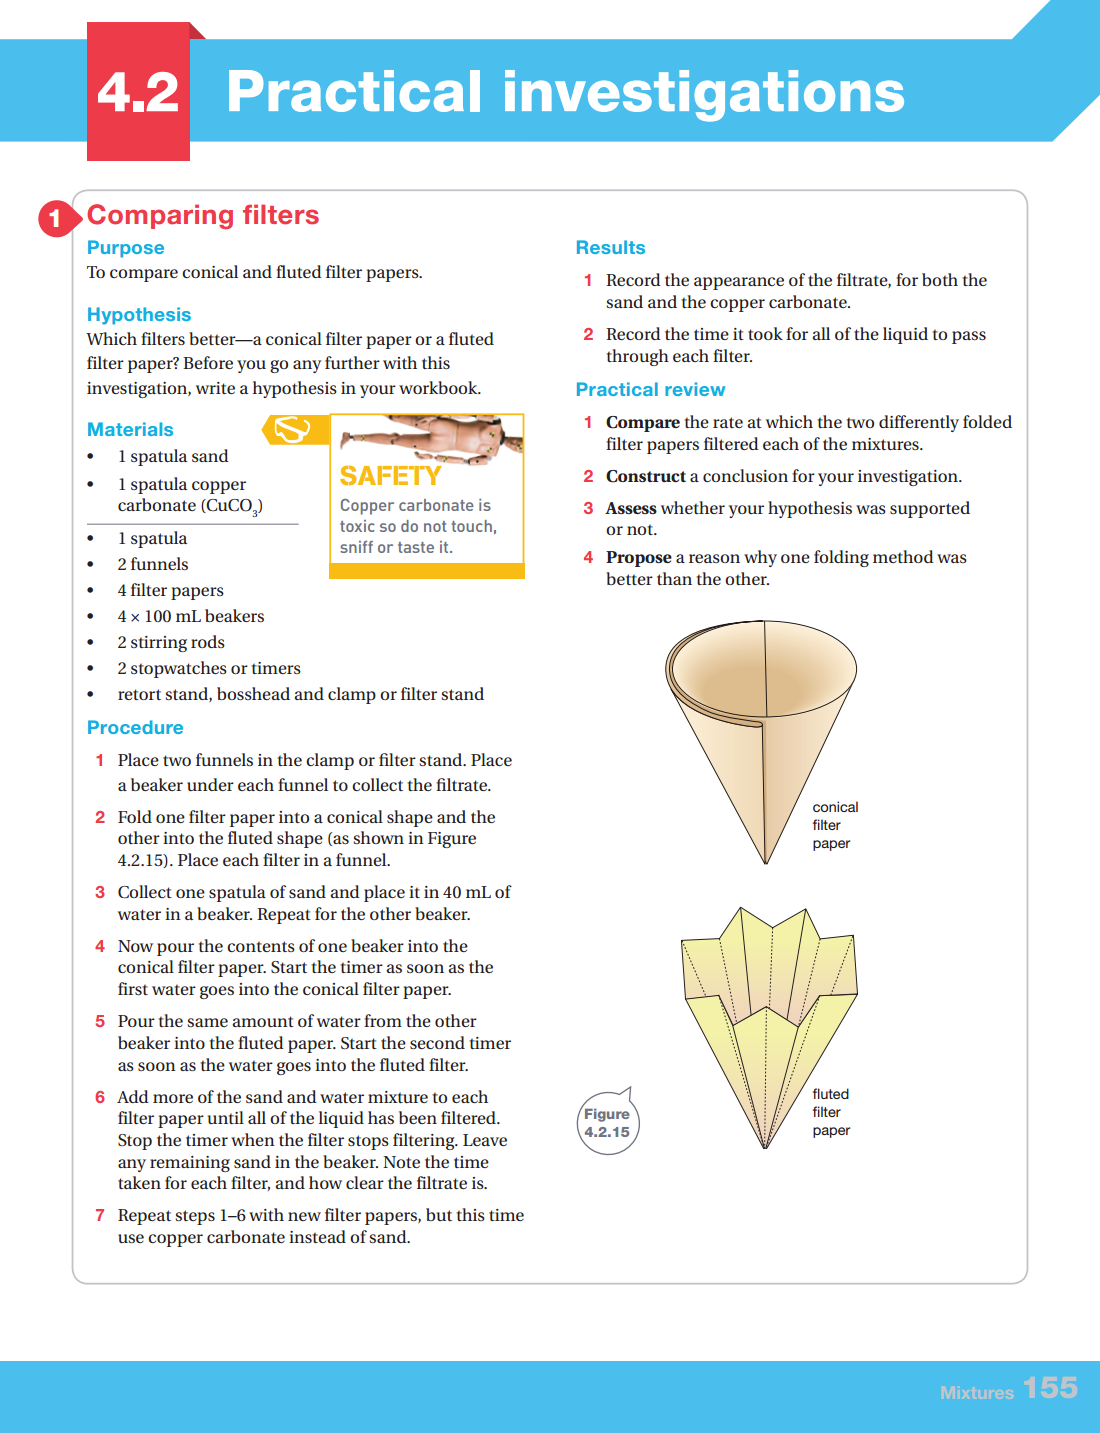 4.2
Practical investigations
1
Comparing filters
Purpose
To compare conical and fluted filter papers.
Hypothesis
Which filters better—a conical filter paper or a fluted
filter paper? Before you go any further with this
investigation, write a hypothesis in your workbook.
Materials
• 1 spatula sand
• 1 spatula copper
carbonate (CuCO3)
• 1 spatula
• 2 funnels
• 4 filter papers
• 4 × 100 mL beakers
• 2 stirring rods
• 2 stopwatches or timers
• retort stand, bosshead and clamp or filter stand
SAFETY
Copper carbonate is
toxic so do not touch,
sniff or taste it.
Procedure
1 Place two funnels in the clamp or filter stand. Place
a beaker under each funnel to collect the filtrate.
2 Fold one filter paper into a conical shape and the
other into the fluted shape (as shown in Figure
4.2.15). Place each filter in a funnel.
3 Collect one spatula of sand and place it in 40 mL of
water in a beaker. Repeat for the other beaker.
4 Now pour the contents of one beaker into the
conical filter paper. Start the timer as soon as the
first water goes into the conical filter paper.
5 Pour the same amount of water from the other
beaker into the fluted paper. Start the second timer
as soon as the water goes into the fluted filter.
6 Add more of the sand and water mixture to each
filter paper until all of the liquid has been filtered.
Stop the timer when the filter stops filtering. Leave
any remaining sand in the beaker. Note the time
taken for each filter, and how clear the filtrate is.
7 Repeat steps 1–6 with new filter papers, but this time
use copper carbonate instead of sand.
Results
1 Record the appearance of the filtrate, for both the
sand and the copper carbonate.
2 Record the time it took for all of the liquid to pass
through each filter.
Practical review
1 Compare the rate at which the two differently folded
filter papers filtered each of the mixtures.
2 Construct a conclusion for your investigation.
3 Assess whether your hypothesis was supported
or not.
4 Propose a reason why one folding method was
better than the other.
conical
filter
paper
fluted
filter
paper
Figure
4.2.15
Mixtures 155